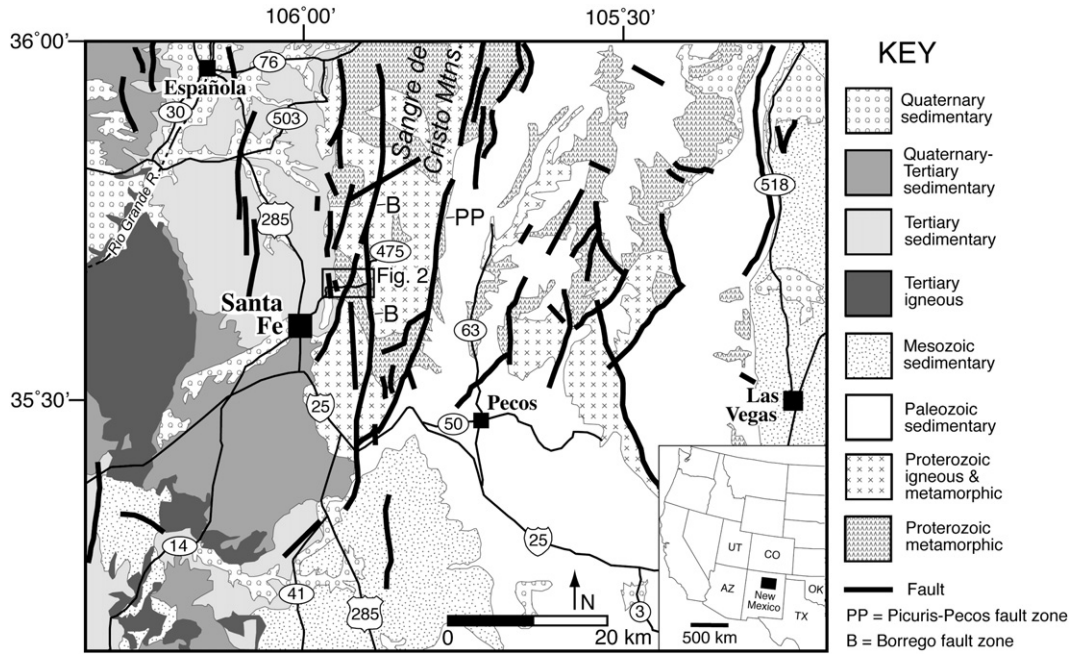 106°00'
105°30'
36°00'
35°30'
76
Española
30
503
Sangre de
Cristo Mtns.
518
Rio Grande R.
285
B
PP
475
Fig. 2
Santa
Fe
B
63
25
Pecos
50
Las
Vegas
14
25
41
285
N
3
0
20 km
UT
CO
AZ
New
Mexico
OK
TX
500 km
KEY
Quaternary
sedimentary
Quaternary-
Tertiary
sedimentary
Tertiary
sedimentary
Tertiary
igneous
Mesozoic
sedimentary
Paleozoic
sedimentary
Proterozoic
igneous &
metamorphic
Proterozoic
metamorphic
Fault
PP = Picuris-Pecos fault zone
B = Borrego fault zone